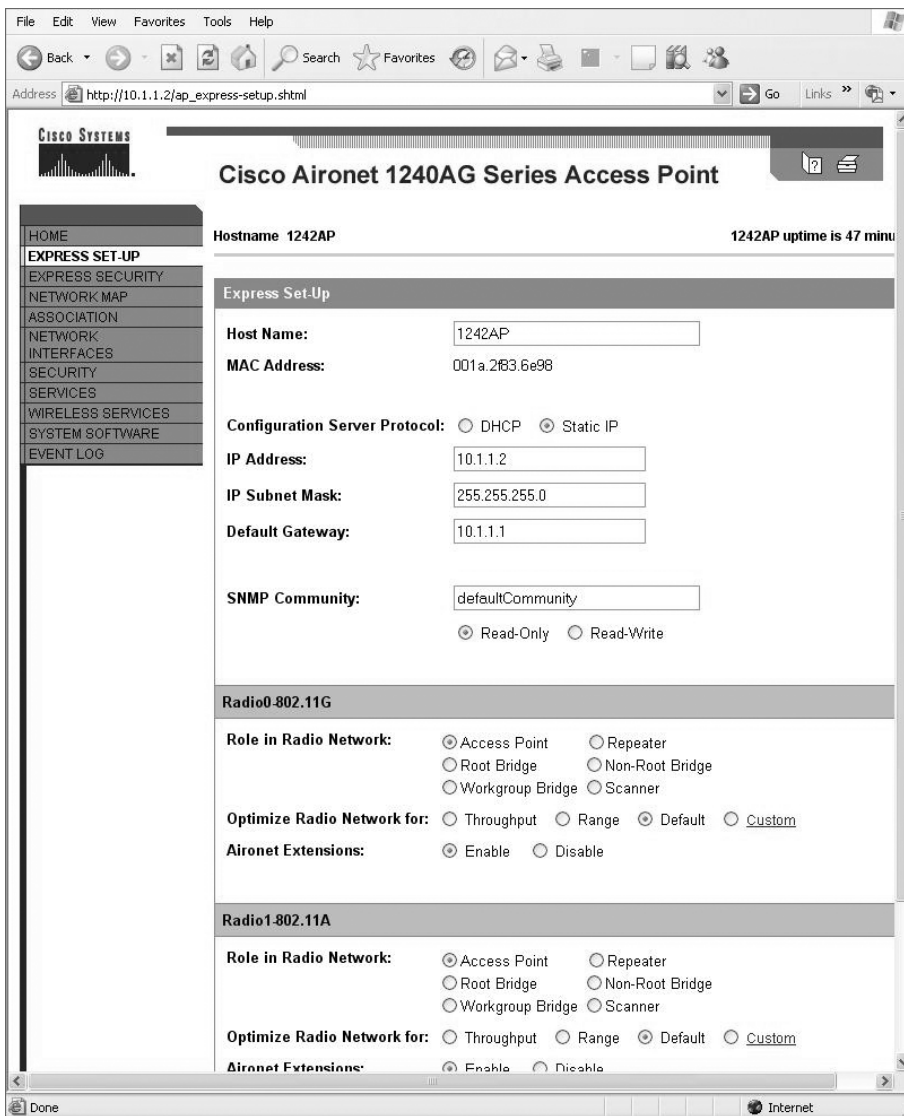 File Edit View Favorites Tools Help
Back Search Favorites
Address http://10.1.1.2/ap_express-setup.shtml Go Links »
CISCO SYSTEMS
Cisco Aironet 1240AG Series Access Point
HOME
EXPRESS SET-UP
EXPRESS SECURITY
NETWORK MAP
ASSOCIATION
NETWORK
INTERFACES
SECURITY
SERVICES
WIRELESS SERVICES
SYSTEM SOFTWARE
EVENT LOG
Hostname 1242AP 1242AP uptime is 47 minu
Express Set-Up
Host Name: 1242AP
MAC Address: 001a.2f83.6e98
Configuration Server Protocol: DHCP Static IP
IP Address: 10.1.1.2
IP Subnet Mask: 255.255.255.0
Default Gateway: 10.1.1.1
SNMP Community: defaultCommunity
Read-Only Read-Write
Radio0-802.11G
Role in Radio Network: Access Point Repeater
Root Bridge Non-Root Bridge
Workgroup Bridge Scanner
Optimize Radio Network for: Throughput Range Default Custom
Aironet Extensions: Enable Disable
Radio1-802.11A
Role in Radio Network: Access Point Repeater
Root Bridge Non-Root Bridge
Workgroup Bridge Scanner
Optimize Radio Network for: Throughput Range Default Custom
Aironet Extensions: Enable Disable
Done Internet